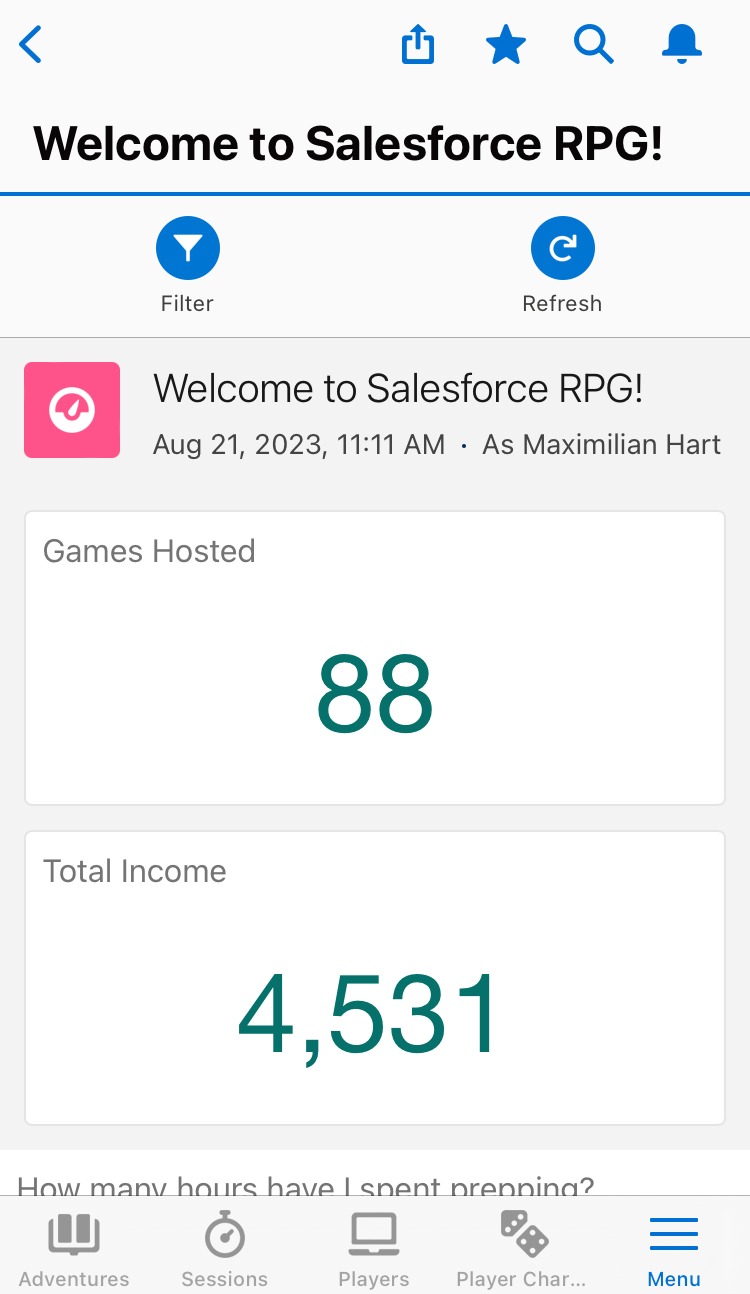 Welcome to Salesforce RPG!
Filter
Refresh
Welcome to Salesforce RPG!
Aug 21, 2023, 11:11 AM · As Maximilian Hart
Games Hosted
88
Total Income
4,531
How many hours have I spent prepping?
Adventures
Sessions
Players
Player Char...
Menu